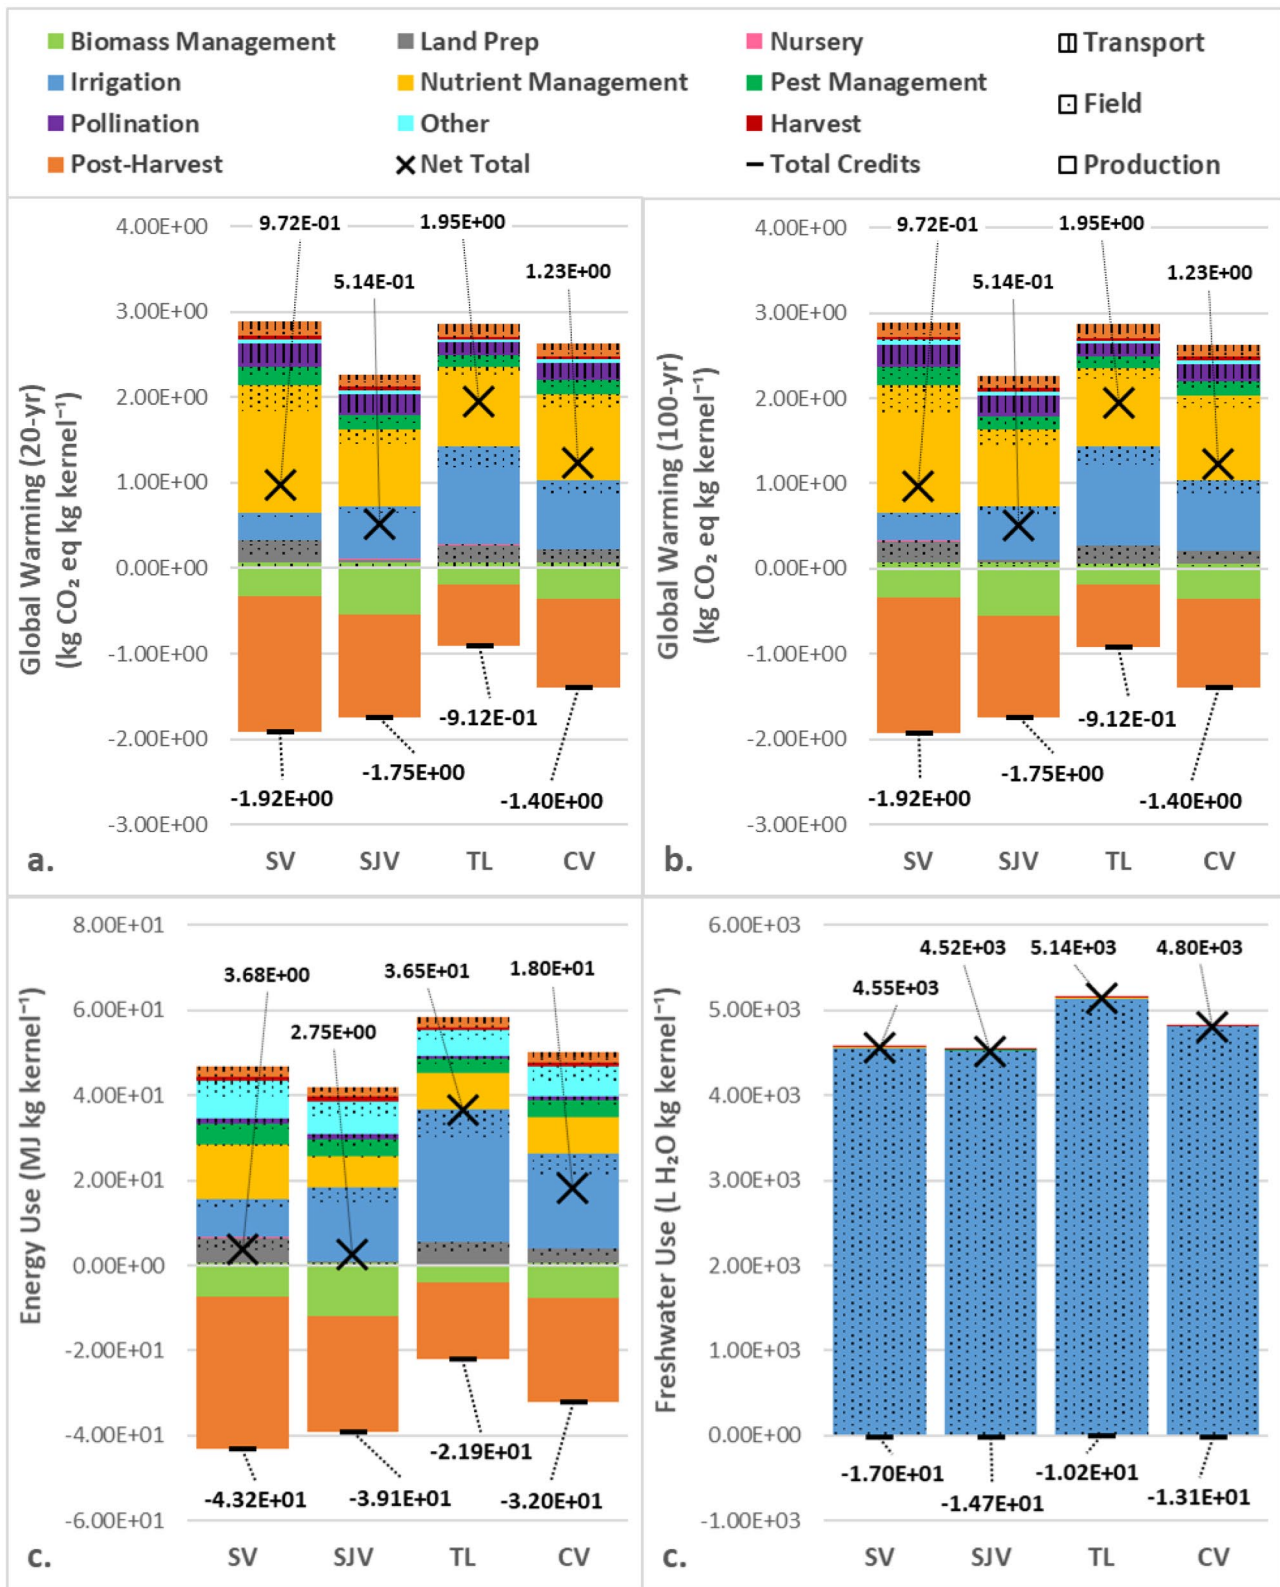 Biomass Management Land Prep Nursery Transport
Irrigation Nutrient Management Pest Management Field
Pollination Other Harvest
Post-Harvest Net Total Total Credits Production
Global Warming (20-yr)
(kg CO₂ eq kg kernel⁻¹)
4.00E+00
3.00E+00
2.00E+00
1.00E+00
0.00E+00
-1.00E+00
-2.00E+00
-3.00E+00
9.72E-01
5.14E-01
1.95E+00
1.23E+00
-1.92E+00
-1.75E+00
-9.12E-01
-1.40E+00
a.
SV SJV TL CV
Global Warming (100-yr)
(kg CO₂ eq kg kernel⁻¹)
4.00E+00
3.00E+00
2.00E+00
1.00E+00
0.00E+00
-1.00E+00
-2.00E+00
-3.00E+00
9.72E-01
5.14E-01
1.95E+00
1.23E+00
-1.92E+00
-1.75E+00
-9.12E-01
-1.40E+00
b.
SV SJV TL CV
Energy Use (MJ kg kernel⁻¹)
8.00E+01
6.00E+01
4.00E+01
2.00E+01
0.00E+00
-2.00E+01
-4.00E+01
-6.00E+01
3.68E+00
2.75E+00
3.65E+01
1.80E+01
-4.32E+01
-3.91E+01
-2.19E+01
-3.20E+01
c.
SV SJV TL CV
Freshwater Use (L H₂O kg kernel⁻¹)
6.00E+03
5.00E+03
4.00E+03
3.00E+03
2.00E+03
1.00E+03
0.00E+00
-1.00E+03
4.55E+03
4.52E+03
5.14E+03
4.80E+03
-1.70E+01
-1.47E+01
-1.02E+01
-1.31E+01
c.
SV SJV TL CV